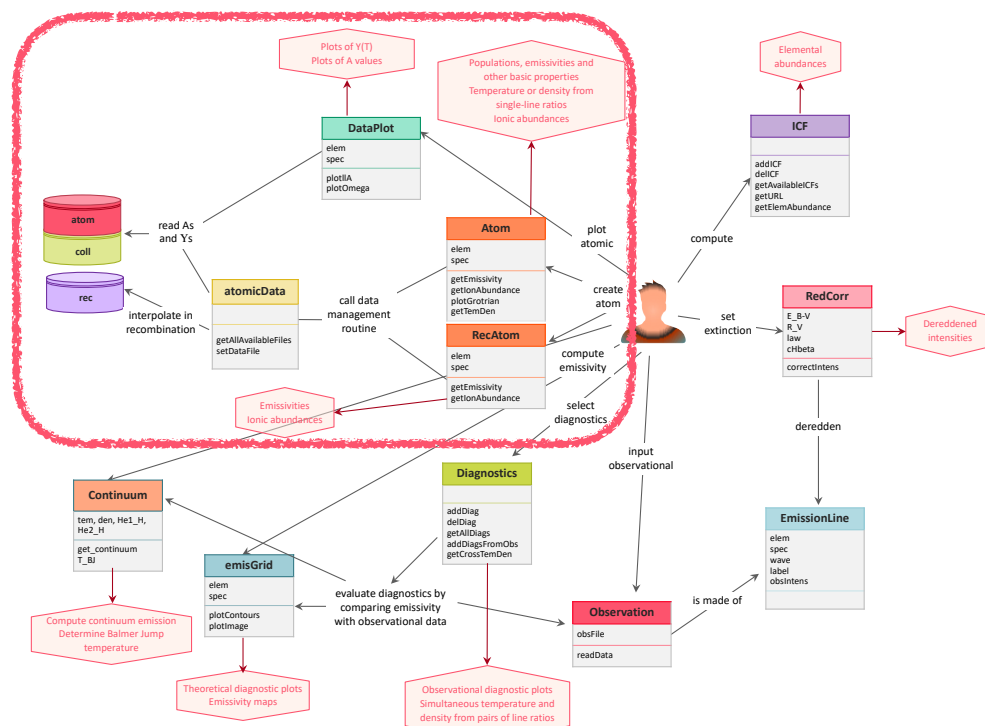 Plots of Υ(T)
Plots of A values
Populations, emissivities and
other basic properties
Temperature or density from
single-line ratios
Ionic abundances
Elemental
abundances
DataPlot
elem
spec
plotllA
plotOmega
ICF
addICF
delICF
getAvailableICFs
getURL
getElemAbundance
atom
coll
rec
read As
and Υs
interpolate in
recombination
atomicData
getAllAvailableFiles
setDataFile
call data
management
routine
Atom
elem
spec
getEmissivity
getIonAbundance
plotGrotrian
getTemDen
plot
atomic
create
atom
compute
set
extinction
RecAtom
elem
spec
getEmissivity
getIonAbundance
compute
emissivity
select
diagnostics
input
observational
RedCorr
E_B-V
R_V
law
cHbeta
correctIntens
Dereddened
intensities
Emissivities
Ionic abundances
deredden
Continuum
tem, den, He1_H,
He2_H
get_continuum
T_BJ
Diagnostics
addDiag
delDiag
getAllDiags
addDiagsFromObs
getCrossTemDen
EmissionLine
elem
spec
wave
label
obsIntens
emisGrid
elem
spec
plotContours
plotImage
evaluate diagnostics by
comparing emissivity
with observational data
Observation
obsFile
readData
is made of
Compute continuum emission
Determine Balmer Jump
temperature
Theoretical diagnostic plots
Emissivity maps
Observational diagnostic plots
Simultaneous temperature and
density from pairs of line ratios